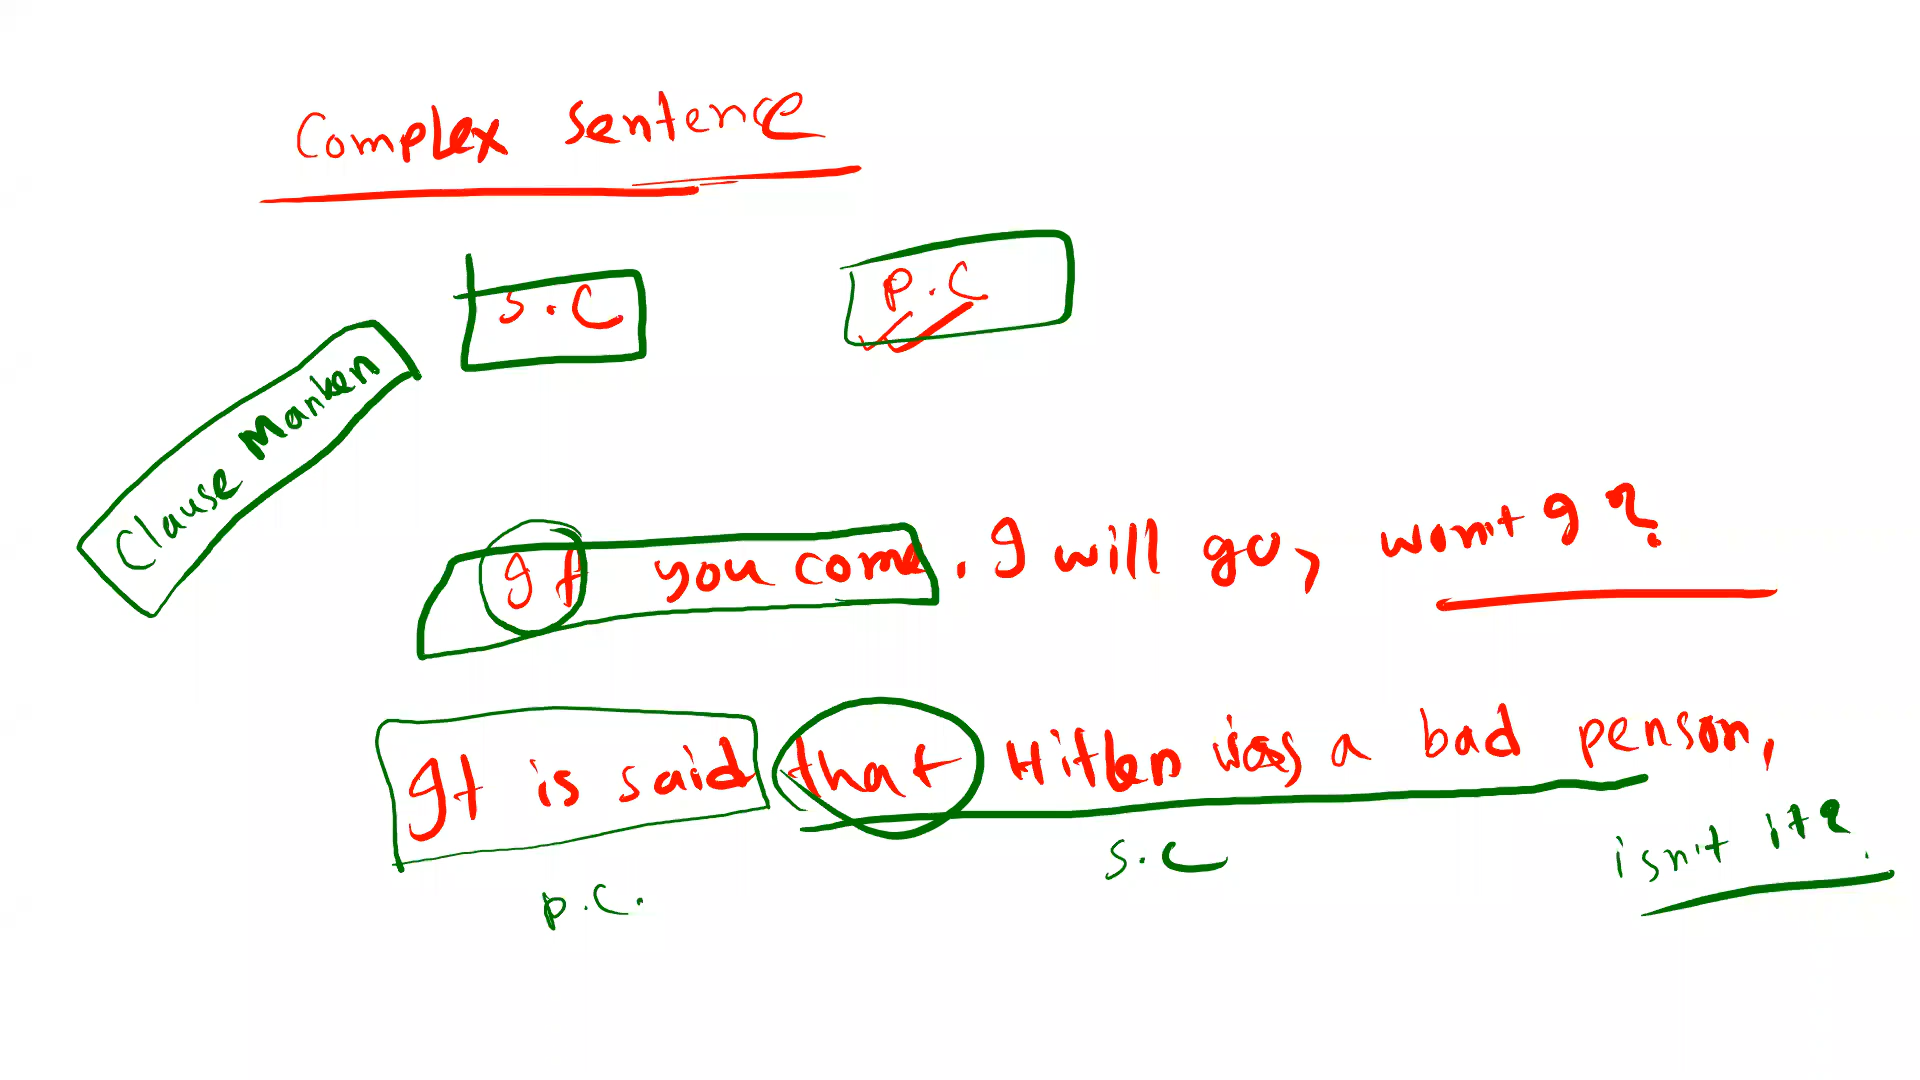 Complex Sentence
S.C P.C
Clause Marker
If you come, I will go, won't I?
It is said that Hitler was a bad person,
isn't it?
S.C
P.C.